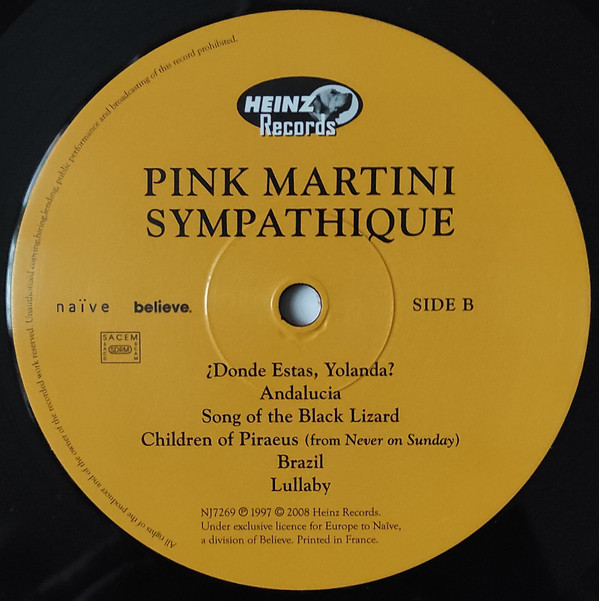 All rights of the producer and of the owner of the recorded work reserved. Unauthorised copying, hiring, lending, public performance and broadcasting of this record prohibited.
HEINZ
Records
PINK MARTINI
SYMPATHIQUE
naïve believe.
SIDE B
SACEM
SDRM
¿Donde Estas, Yolanda?
Andalucia
Song of the Black Lizard
Children of Piraeus (from Never on Sunday)
Brazil
Lullaby
NJ7269 ℗ 1997 © 2008 Heinz Records.
Under exclusive licence for Europe to Naïve,
a division of Believe. Printed in France.